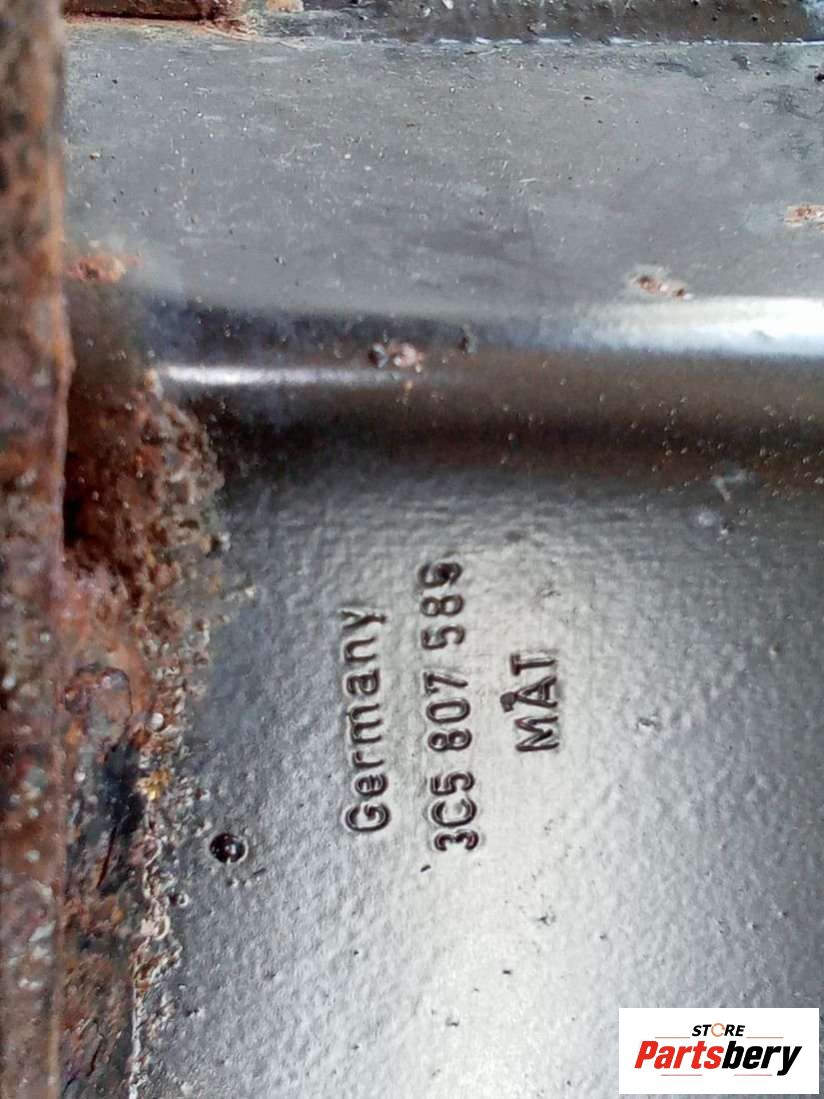 Germany
3C5 807 589
MAT
STORE
Partsbery